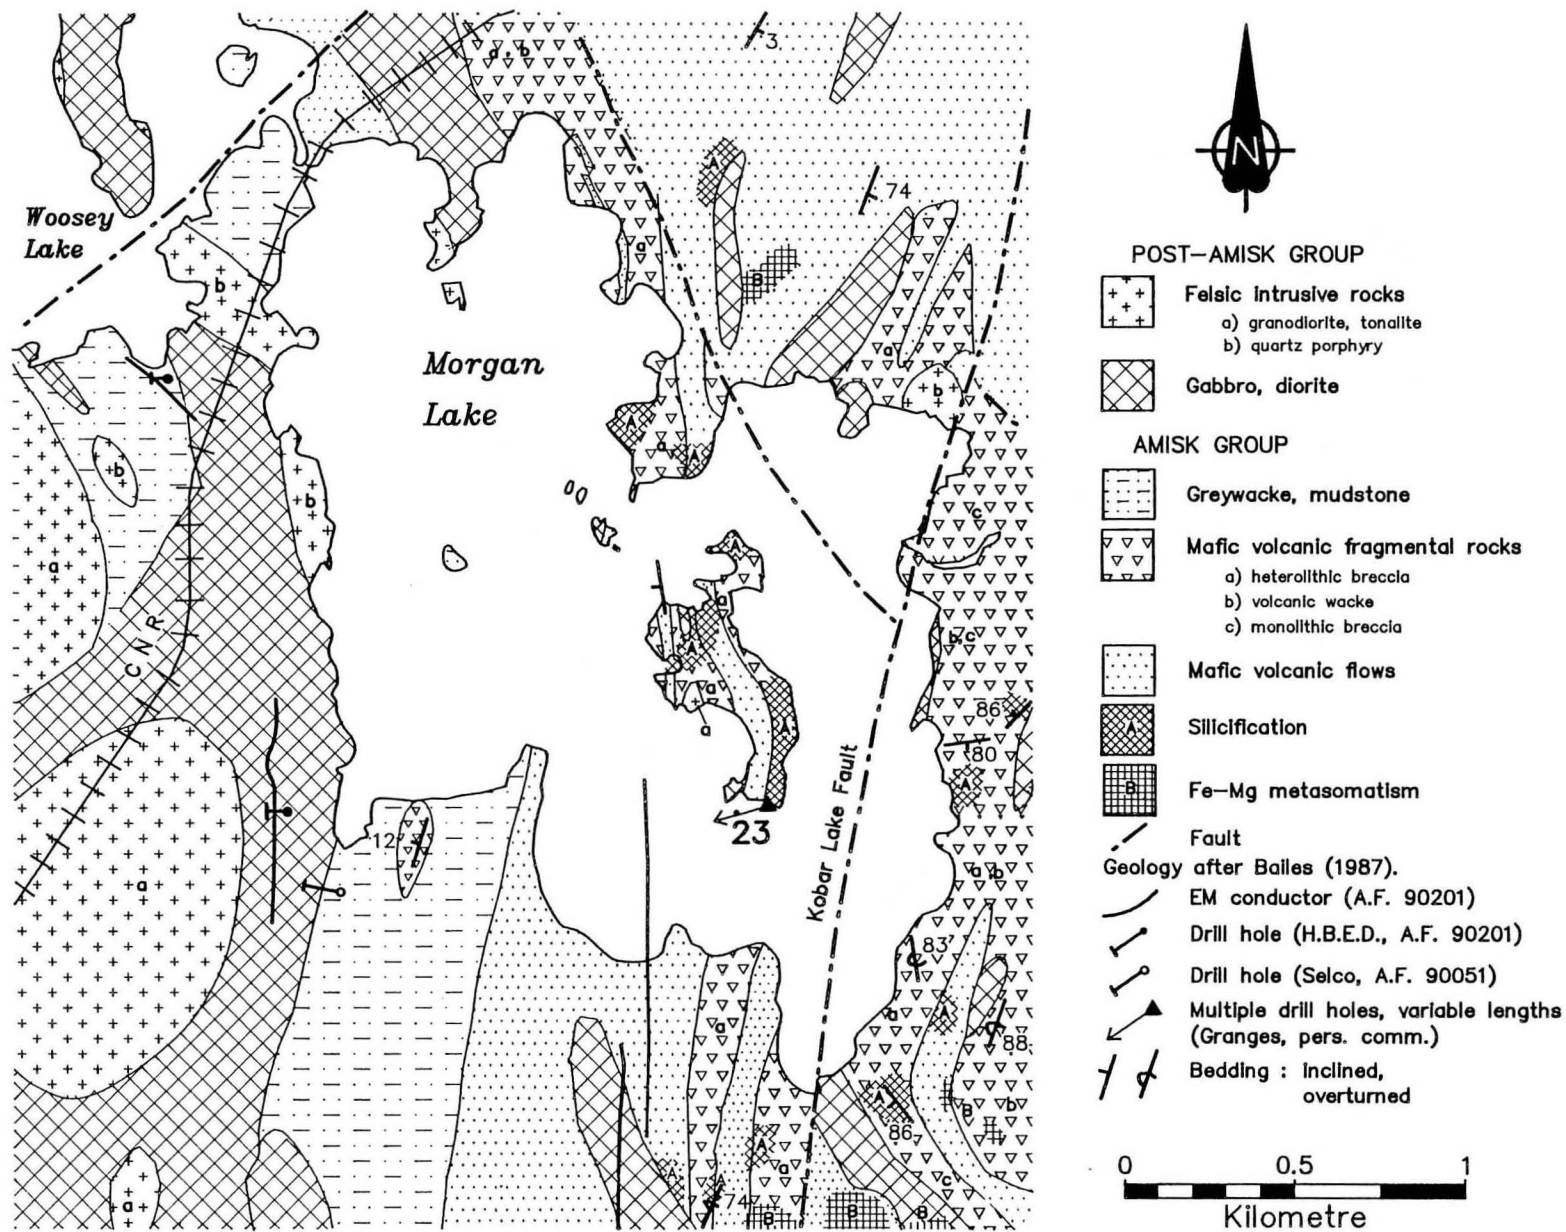 d, b
3
A
74
Woosey
Lake
b
a
B
Morgan
Lake
a
b
A
a
A
b
b
a
c
A
a
A
b,c
C N R
a
86
a
A
80
A
Kobar Lake Fault
23
12
a
a, b
83
a
A
88
a
A
86
B
b
A
a
c
A
A
74
a
B
B
B
N
POST-AMISK GROUP
Felsic intrusive rocks
a) granodiorite, tonalite
b) quartz porphyry
Gabbro, diorite
AMISK GROUP
Greywacke, mudstone
Mafic volcanic fragmental rocks
a) heterolithic breccia
b) volcanic wacke
c) monolithic breccia
Mafic volcanic flows
A
Silicification
B
Fe-Mg metasomatism
Fault
Geology after Bailes (1987).
EM conductor (A.F. 90201)
Drill hole (H.B.E.D., A.F. 90201)
Drill hole (Selco, A.F. 90051)
Multiple drill holes, variable lengths
(Granges, pers. comm.)
Bedding : inclined,
overturned
0 0.5 1
Kilometre